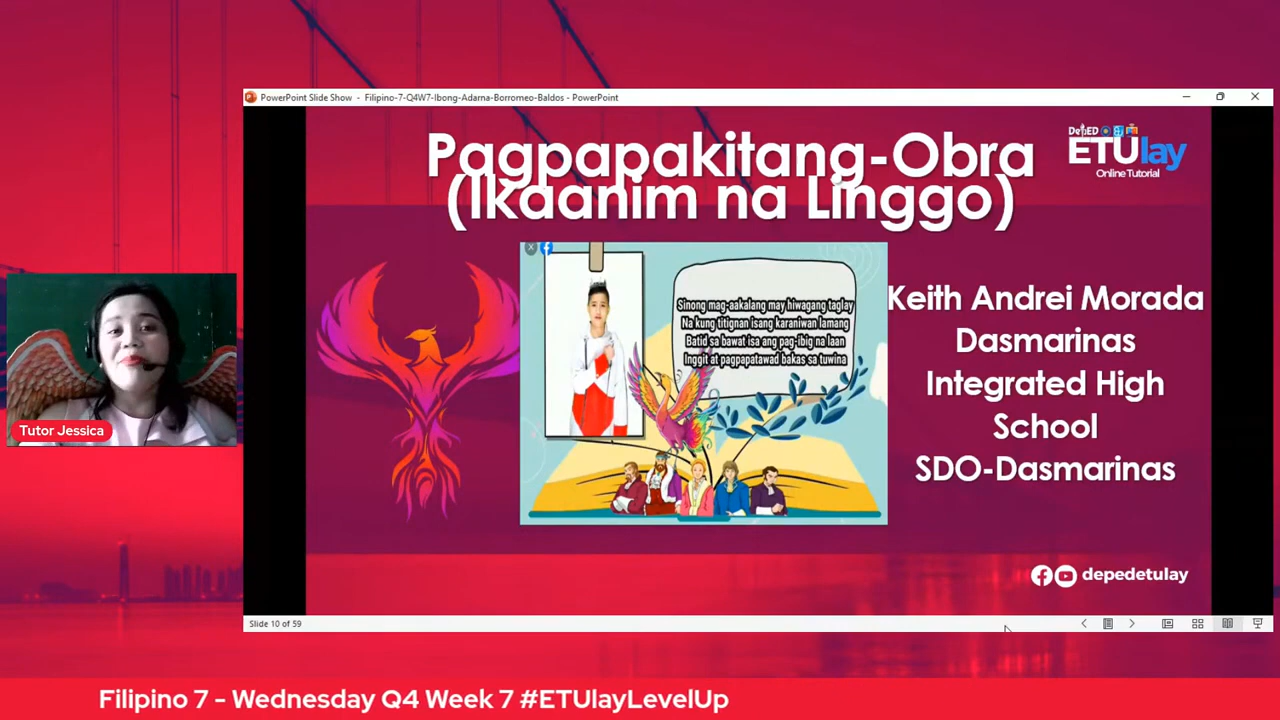 PowerPoint Slide Show - Filipino-7-Q4W7-Ibong-Adarna-Borromeo-Baldos - PowerPoint
Pagpapakitang-Obra
(Ikaanim na Linggo)
DepED
ETUlay
Online Tutorial
Sinong mag-aakalang may hiwagang taglay
Na kung titignan isang karaniwan lamang
Batid sa bawat isa ang pag-ibig na laan
Inggit at pagpapatawad bakas sa tuwina
Keith Andrei Morada
Dasmarinas
Integrated High
School
SDO-Dasmarinas
Tutor Jessica
depedetulay
Slide 10 of 59
Filipino 7 - Wednesday Q4 Week 7 #ETUlayLevelUp